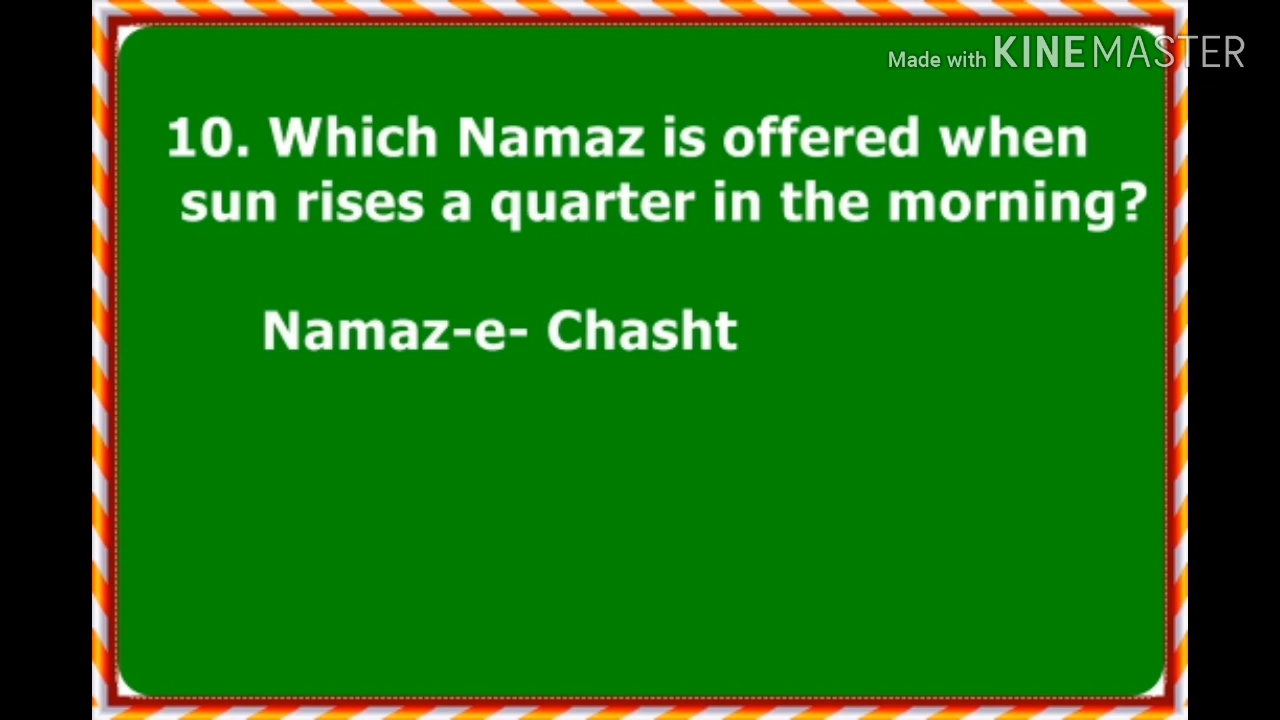 Made with KINEMASTER
10. Which Namaz is offered when
sun rises a quarter in the morning?
Namaz-e- Chasht